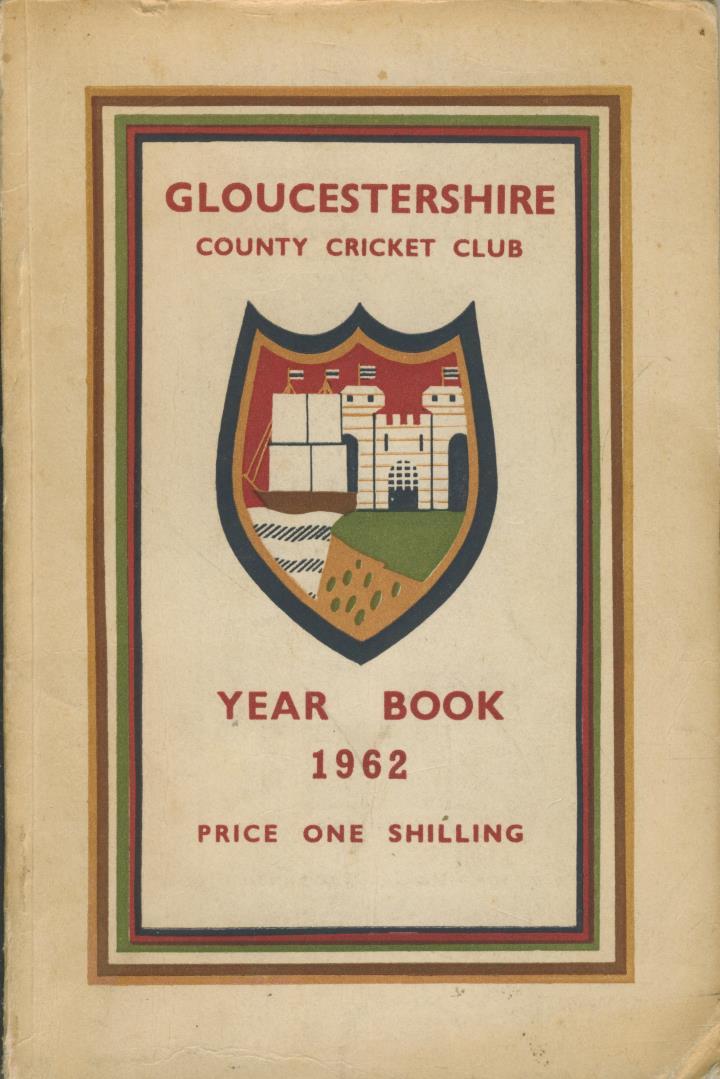 GLOUCESTERSHIRE
COUNTY CRICKET CLUB
YEAR BOOK
1962
PRICE ONE SHILLING